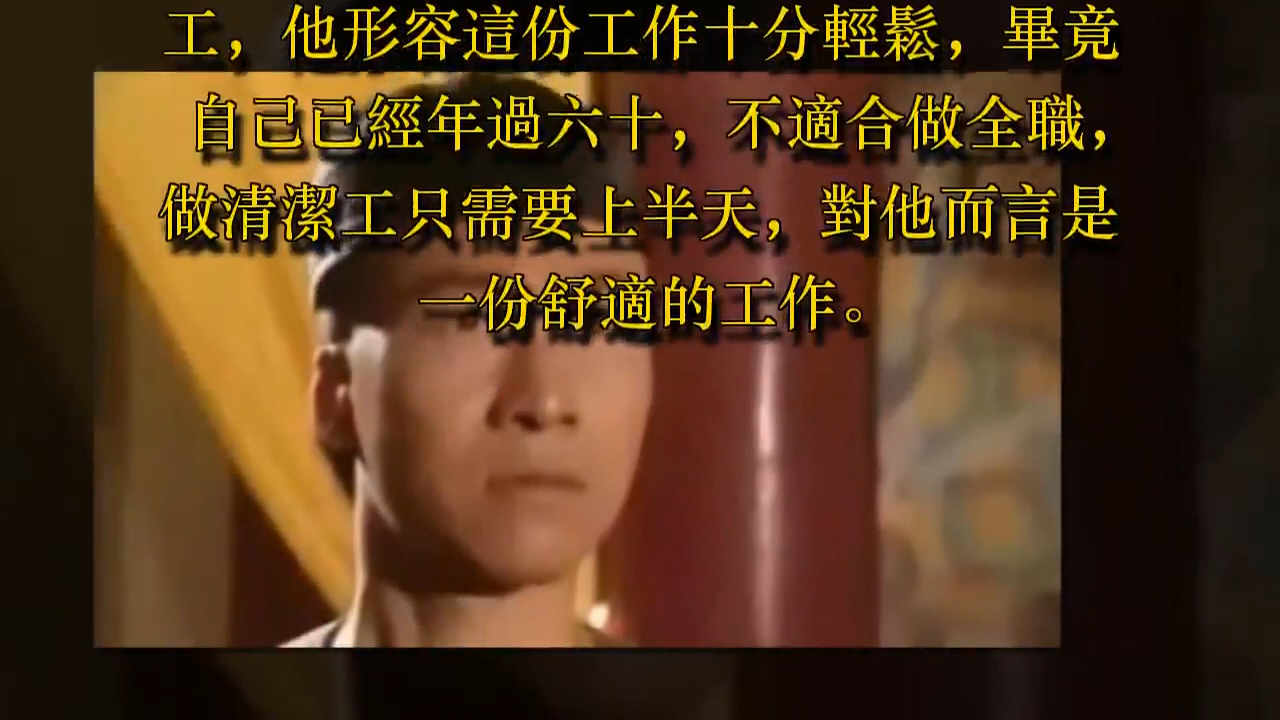 工，他形容這份工作十分輕鬆，畢竟
自己已經年過六十，不適合做全職，
做清潔工只需要上半天，對他而言是
一份舒適的工作。